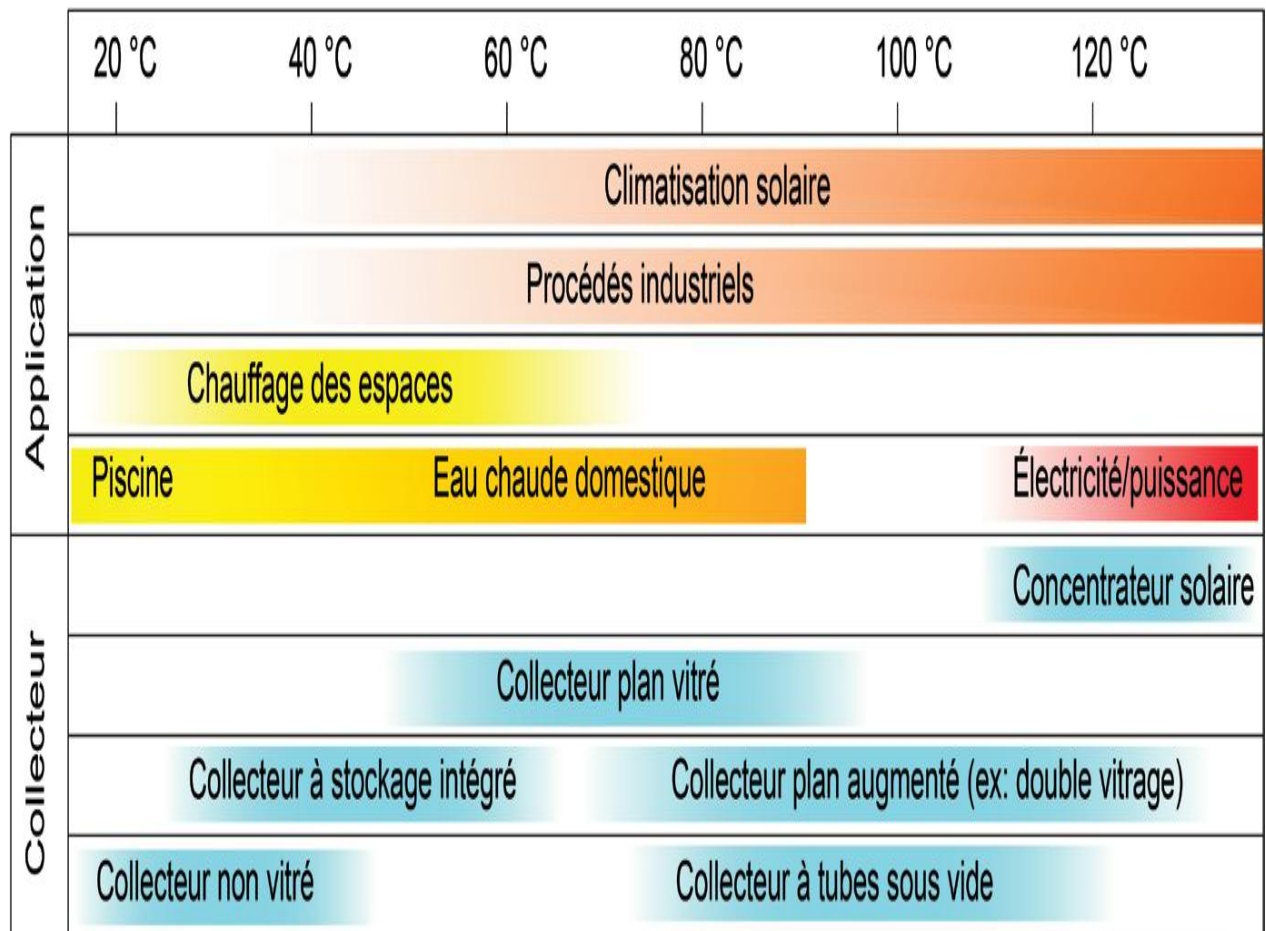 20 °C 40 °C 60 °C 80 °C 100 °C 120 °C
Application
Climatisation solaire
Procédés industriels
Chauffage des espaces
Piscine Eau chaude domestique Électricité/puissance
Collecteur
Concentrateur solaire
Collecteur plan vitré
Collecteur à stockage intégré Collecteur plan augmenté (ex: double vitrage)
Collecteur non vitré Collecteur à tubes sous vide